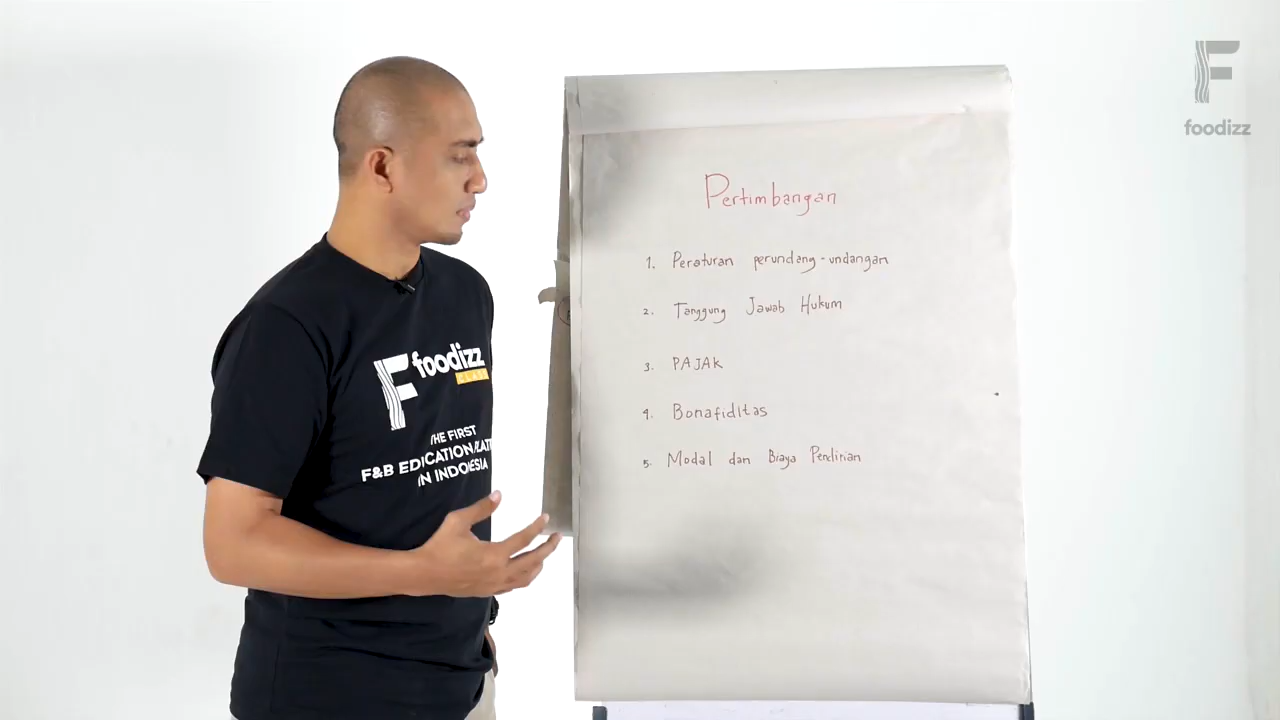 F
foodizz
Pertimbangan
1. Peraturan perundang-undangan
2. Tanggung Jawab Hukum
3. PAJAK
4. Bonafiditas
5. Modal dan Biaya Pendirian
F foodizz
THE FIRST
F&B EDUCATION PLAT
IN INDONESIA